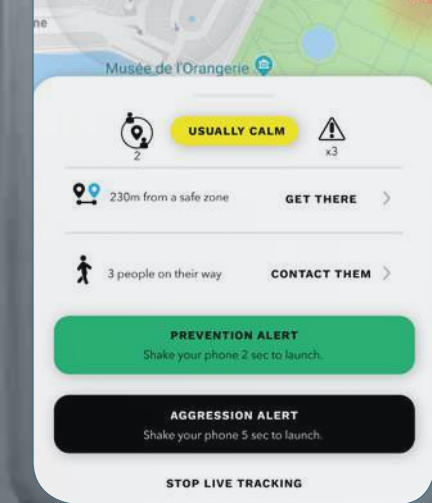 ne
Musée de l'Orangerie
USUALLY CALM
2
x3
230m from a safe zone
GET THERE
3 people on their way
CONTACT THEM
PREVENTION ALERT
Shake your phone 2 sec to launch.
AGGRESSION ALERT
Shake your phone 5 sec to launch.
STOP LIVE TRACKING